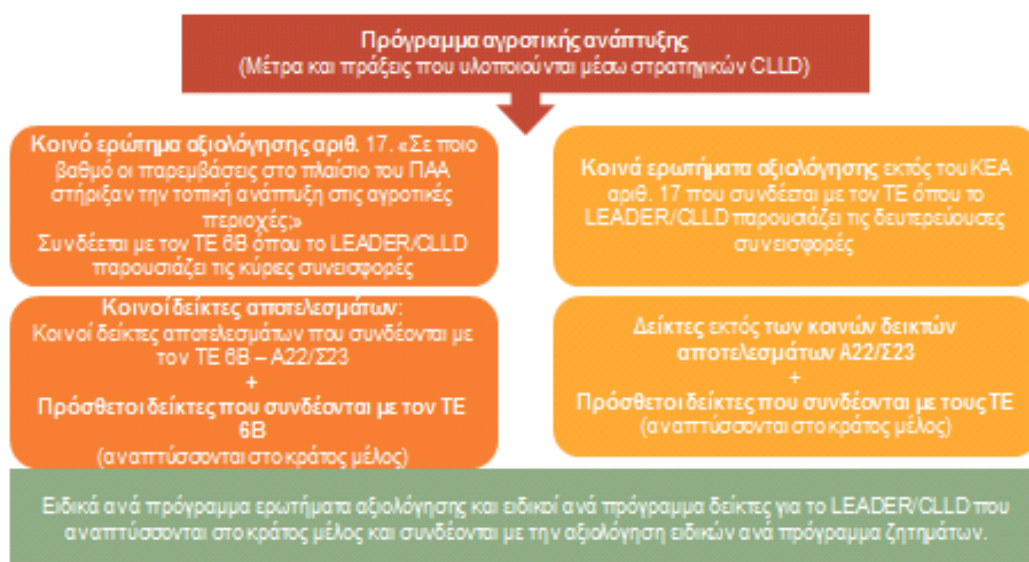 Πρόγραμμα αγροτικής ανάπτυξης
(Μέτρα και πράξεις που υλοποιούνται μέσω στρατηγικών CLLD)
Κοινό ερώτημα αξιολόγησης αριθ. 17. «Σε ποιο
βαθμό οι παρεμβάσεις στο πλαίσιο του ΠΑΑ
στήριξαν την τοπική ανάπτυξη στις αγροτικές
περιοχές;»
Συνδέεται με τον ΤΕ 6Β όπου το LEADER/CLLD
παρουσιάζει τις κύριες συνεισφορές
Κοινά ερωτήματα αξιολόγησης εκτός του ΚΕΑ
αριθ. 17 που συνδέεται με τον ΤΕ όπου το
LEADER/CLLD παρουσιάζει τις δευτερεύουσες
συνεισφορές
Κοινοί δείκτες αποτελεσμάτων:
Κοινοί δείκτες αποτελεσμάτων που συνδέονται με
τον ΤΕ 6Β – Α22/Σ23
+
Πρόσθετοι δείκτες που συνδέονται με τον ΤΕ
6Β
(αναπτύσσονται στο κράτος μέλος)
Δείκτες εκτός των κοινών δεικτών
αποτελεσμάτων Α22/Σ23
+
Πρόσθετοι δείκτες που συνδέονται με τους ΤΕ
(αναπτύσσονται στο κράτος μέλος)
Ειδικά ανά πρόγραμμα ερωτήματα αξιολόγησης και ειδικοί ανά πρόγραμμα δείκτες για το LEADER/CLLD που
αναπτύσσονται στο κράτος μέλος και συνδέονται με την αξιολόγηση ειδικών ανά πρόγραμμα ζητημάτων.